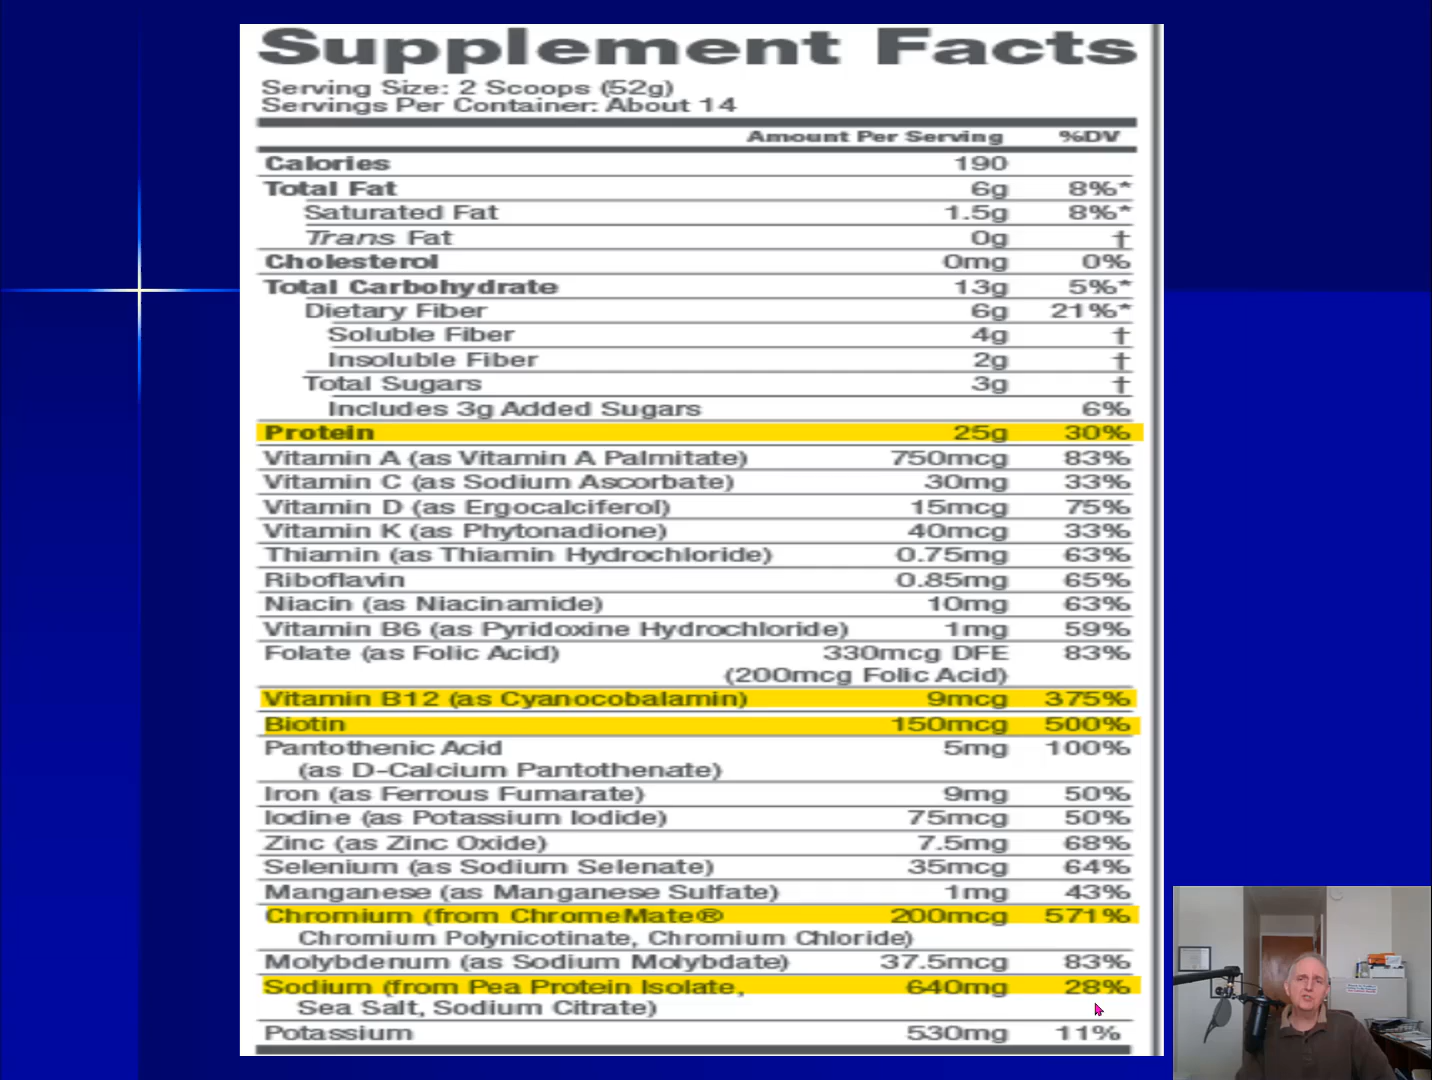 Supplement Facts
Serving Size: 2 Scoops (52g)
Servings Per Container: About 14
Amount Per Serving %DV
Calories 190
Total Fat 6g 8%*
Saturated Fat 1.5g 8%*
Trans Fat 0g †
Cholesterol 0mg 0%
Total Carbohydrate 13g 5%*
Dietary Fiber 6g 21%*
Soluble Fiber 4g †
Insoluble Fiber 2g †
Total Sugars 3g †
Includes 3g Added Sugars 6%
Protein 25g 30%
Vitamin A (as Vitamin A Palmitate) 750mcg 83%
Vitamin C (as Sodium Ascorbate) 30mg 33%
Vitamin D (as Ergocalciferol) 15mcg 75%
Vitamin K (as Phytonadione) 40mcg 33%
Thiamin (as Thiamin Hydrochloride) 0.75mg 63%
Riboflavin 0.85mg 65%
Niacin (as Niacinamide) 10mg 63%
Vitamin B6 (as Pyridoxine Hydrochloride) 1mg 59%
Folate (as Folic Acid) 330mcg DFE 83%
(200mcg Folic Acid)
Vitamin B12 (as Cyanocobalamin) 9mcg 375%
Biotin 150mcg 500%
Pantothenic Acid 5mg 100%
(as D-Calcium Pantothenate)
Iron (as Ferrous Fumarate) 9mg 50%
Iodine (as Potassium Iodide) 75mcg 50%
Zinc (as Zinc Oxide) 7.5mg 68%
Selenium (as Sodium Selenate) 35mcg 64%
Manganese (as Manganese Sulfate) 1mg 43%
Chromium (from ChromeMate® 200mcg 571%
Chromium Polynicotinate, Chromium Chloride)
Molybdenum (as Sodium Molybdate) 37.5mcg 83%
Sodium (from Pea Protein Isolate, 640mg 28%
Sea Salt, Sodium Citrate)
Potassium 530mg 11%